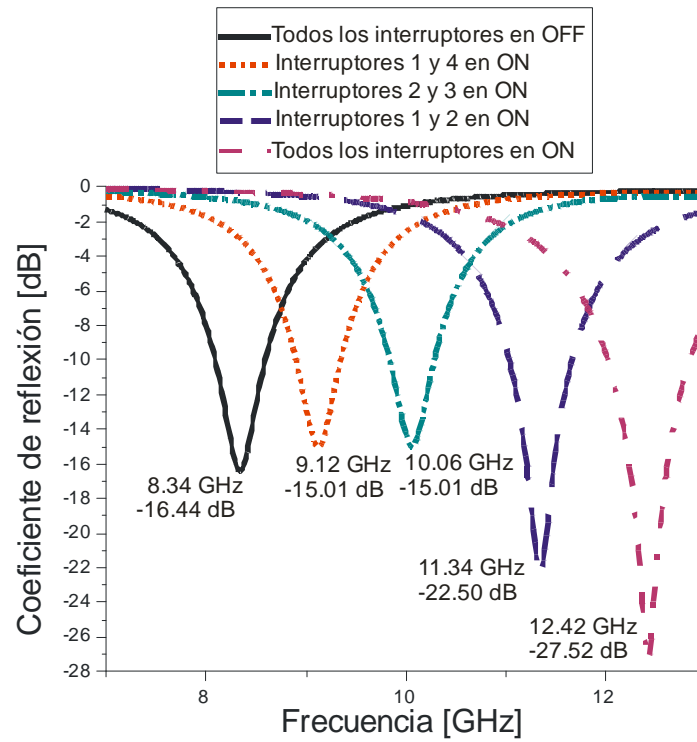 Todos los interruptores en OFF
Interruptores 1 y 4 en ON
Interruptores 2 y 3 en ON
Interruptores 1 y 2 en ON
Todos los interruptores en ON
Coeficiente de reflexión [dB]
0
-2
-4
-6
-8
-10
-12
-14
-16
-18
-20
-22
-24
-26
-28
8.34 GHz
-16.44 dB
9.12 GHz
-15.01 dB
10.06 GHz
-15.01 dB
11.34 GHz
-22.50 dB
12.42 GHz
-27.52 dB
8
10
12
Frecuencia [GHz]